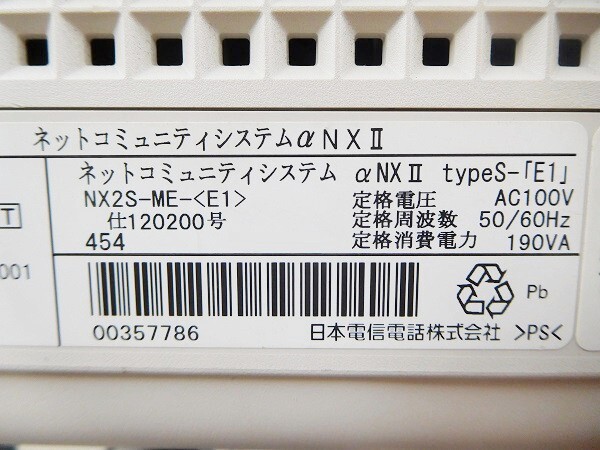 ネットコミュニティシステムαNXⅡ
ネットコミュニティシステム αNXⅡ typeS-「E1」
NX2S-ME-<E1> 定格電圧 AC100V
仕120200号 定格周波数 50/60Hz
454 定格消費電力 190VA
T
001
Pb
00357786 日本電信電話株式会社 >PS<